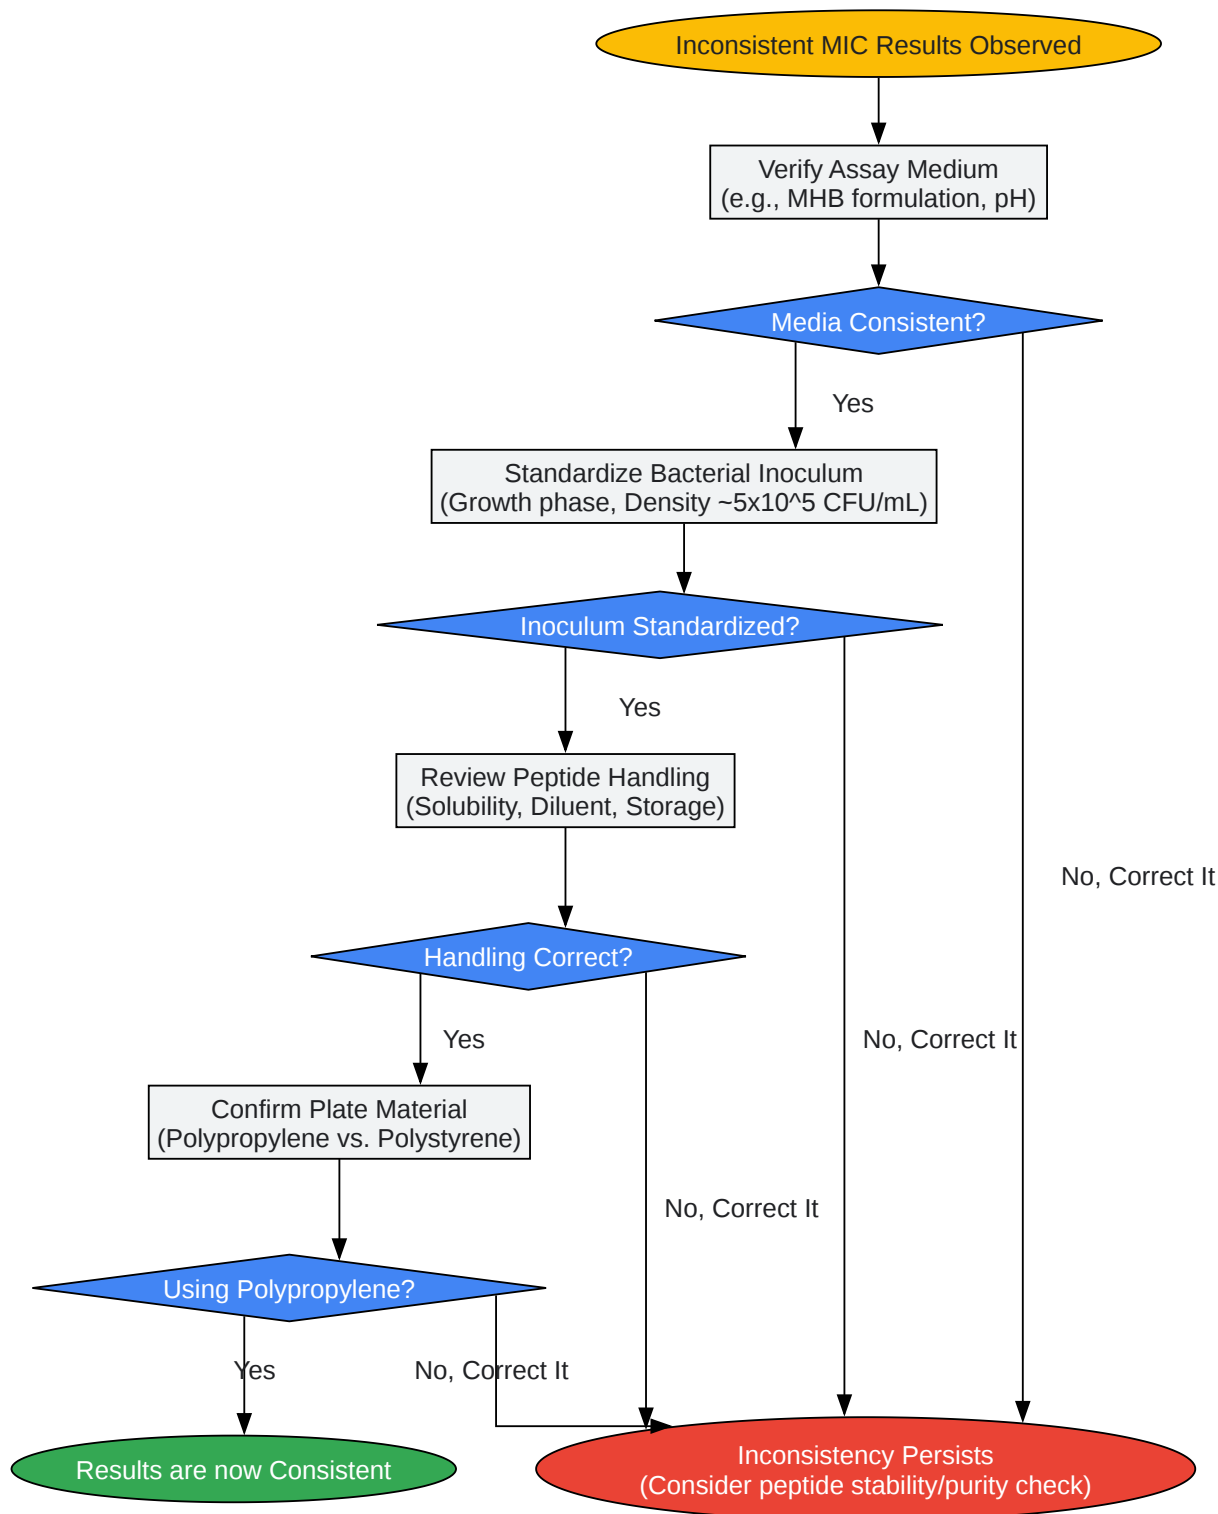 Inconsistent MIC Results Observed
Verify Assay Medium
(e.g., MHB formulation, pH)
Media Consistent?
Yes
Standardize Bacterial Inoculum
(Growth phase, Density ~5x10^5 CFU/mL)
Inoculum Standardized?
Yes
Review Peptide Handling
(Solubility, Diluent, Storage)
No, Correct It
Handling Correct?
Yes
No, Correct It
Confirm Plate Material
(Polypropylene vs. Polystyrene)
No, Correct It
Using Polypropylene?
Yes
No, Correct It
Results are now Consistent
Inconsistency Persists
(Consider peptide stability/purity check)